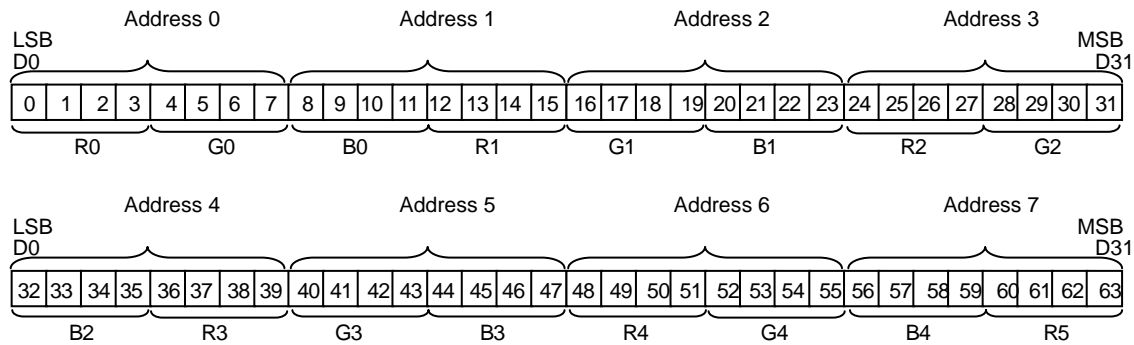 Address 0 Address 1 Address 2 Address 3
LSB MSB
D0 D31
0 1 2 3 4 5 6 7 8 9 10 11 12 13 14 15 16 17 18 19 20 21 22 23 24 25 26 27 28 29 30 31
R0 G0 B0 R1 G1 B1 R2 G2
Address 4 Address 5 Address 6 Address 7
LSB MSB
D0 D31
32 33 34 35 36 37 38 39 40 41 42 43 44 45 46 47 48 49 50 51 52 53 54 55 56 57 58 59 60 61 62 63
B2 R3 G3 B3 R4 G4 B4 R5